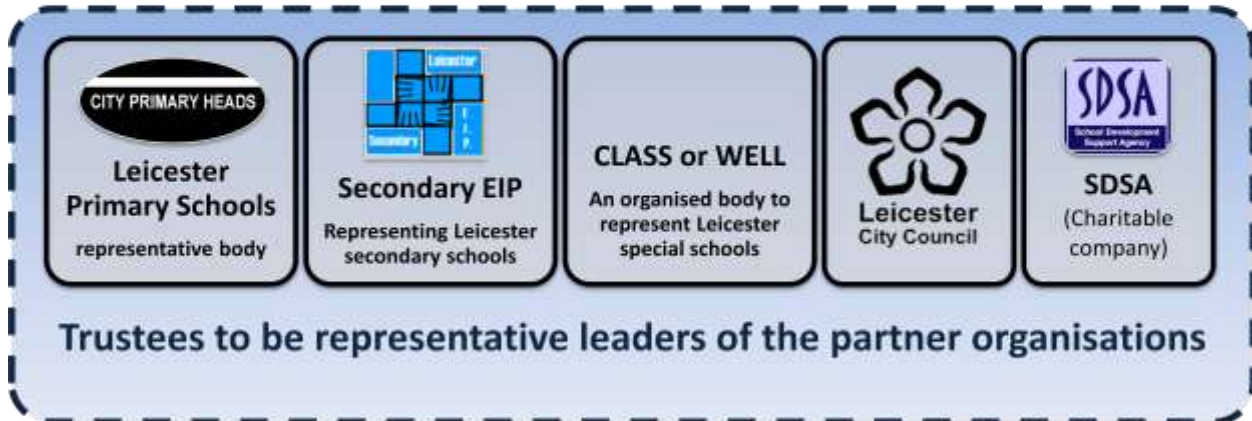 CITY PRIMARY HEADS
Leicester
Primary Schools
representative body
Leicester
Secondary
E.
I.
P.
Secondary EIP
Representing Leicester
secondary schools
CLASS or WELL
An organised body to
represent Leicester
special schools
Leicester
City Council
SDSA
School Development
Support Agency
SDSA
(Charitable
company)
Trustees to be representative leaders of the partner organisations